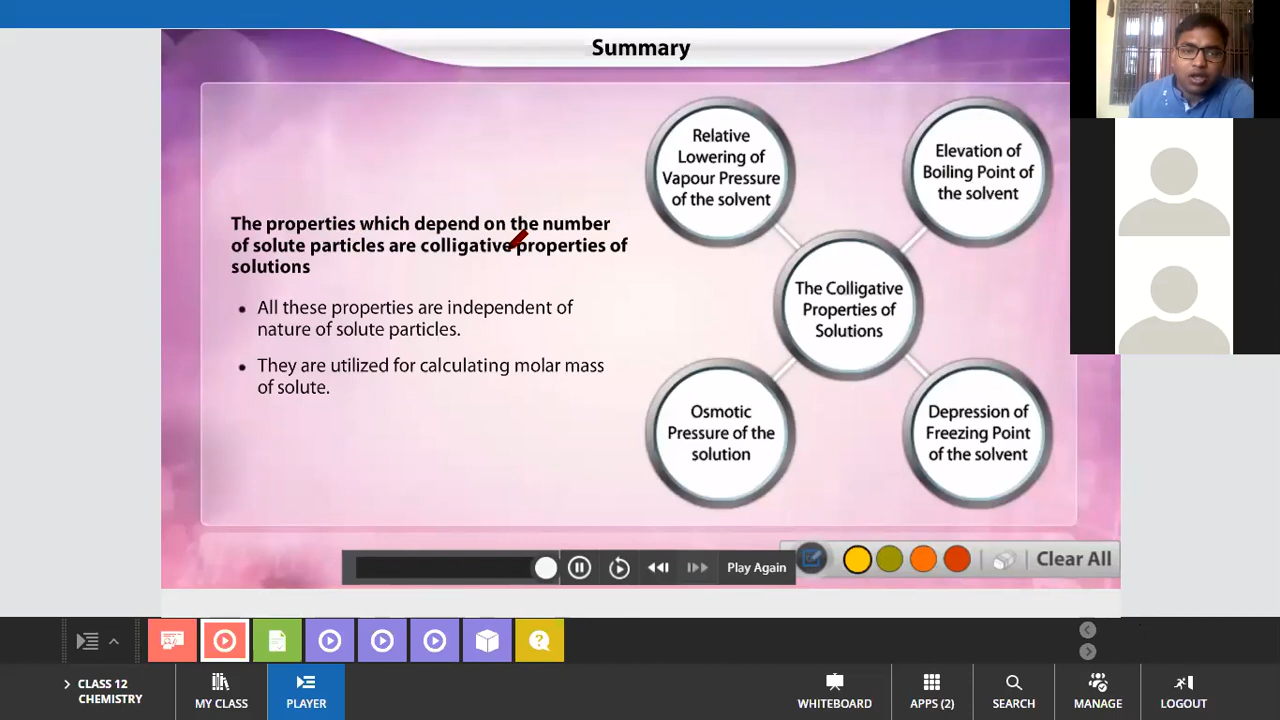 Summary
The properties which depend on the number
of solute particles are colligative properties of
solutions
• All these properties are independent of
nature of solute particles.
• They are utilized for calculating molar mass
of solute.
Relative
Lowering of
Vapour Pressure
of the solvent
Elevation of
Boiling Point of
the solvent
The Colligative
Properties of
Solutions
Osmotic
Pressure of the
solution
Depression of
Freezing Point
of the solvent
Play Again
Clear All
CLASS 12
CHEMISTRY
MY CLASS
PLAYER
WHITEBOARD
APPS (2)
SEARCH
MANAGE
LOGOUT